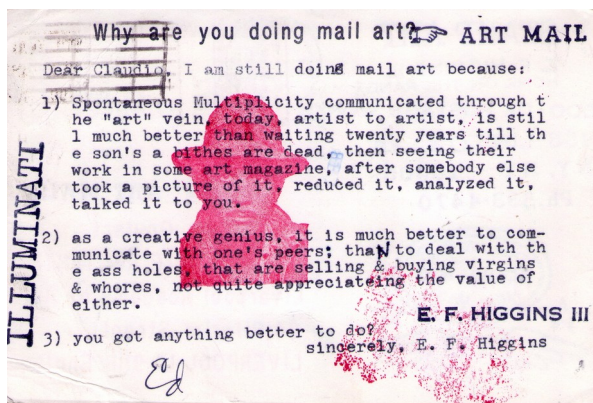 Why are you doing mail art? ART MAIL
Dear Claudio, I am still doing mail art because:
1) Spontaneous Multiplicity communicated through t
he "art" vein, today, artist to artist, is stil
l much better than waiting twenty years till th
e son's a bithes are dead, then seeing their
work in some art magazine, after somebody else
took a picture of it, reduced it, analyzed it,
talked it to you.
ILLUMINATI
2) as a creative genius, it is much better to com-
municate with one's peers; thaN to deal with th
e ass holes, that are selling & buying virgins
& whores, not quite appreciateing the value of
either.
E. F. HIGGINS III
3) you got anything better to do?
sincerely, E. F. Higgins
Ed